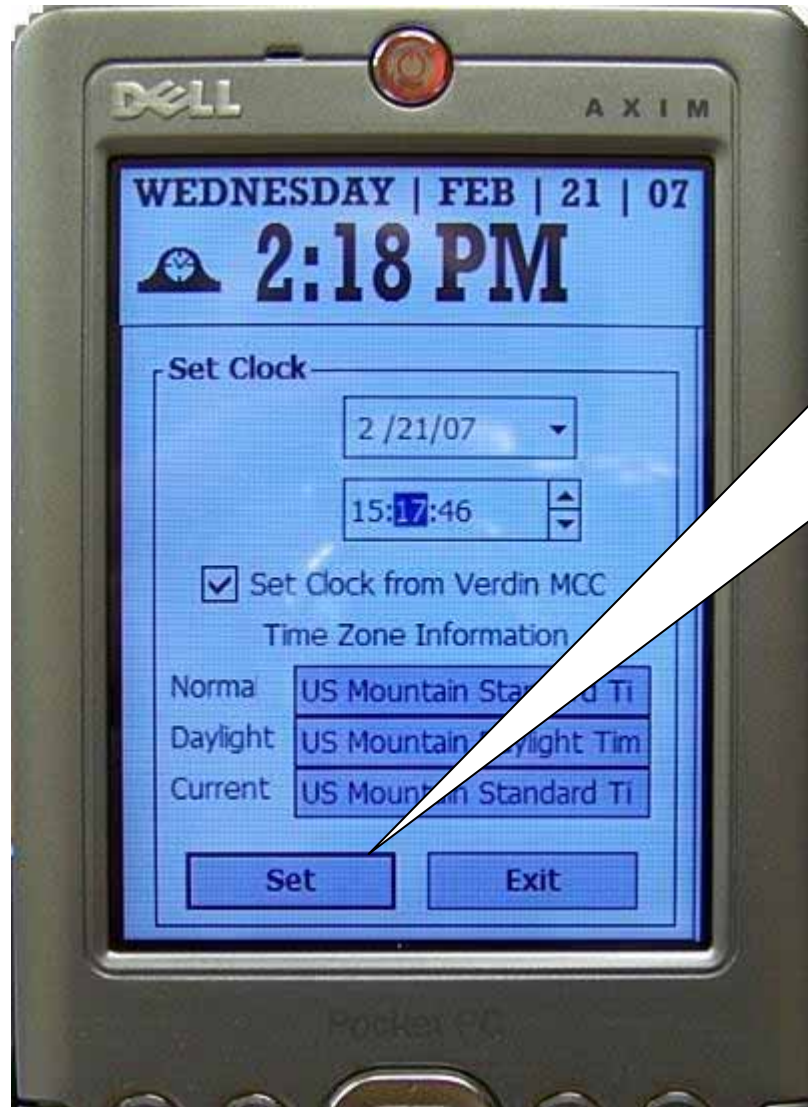 DELL
AXIM
WEDNESDAY | FEB | 21 | 07
2:18 PM
Set Clock
2 /21/07
15:17:46
Set Clock from Verdin MCC
Time Zone Information
Normal US Mountain Standard Ti
Daylight US Mountain Daylight Tim
Current US Mountain Standard Ti
Set Exit
Pocket PC